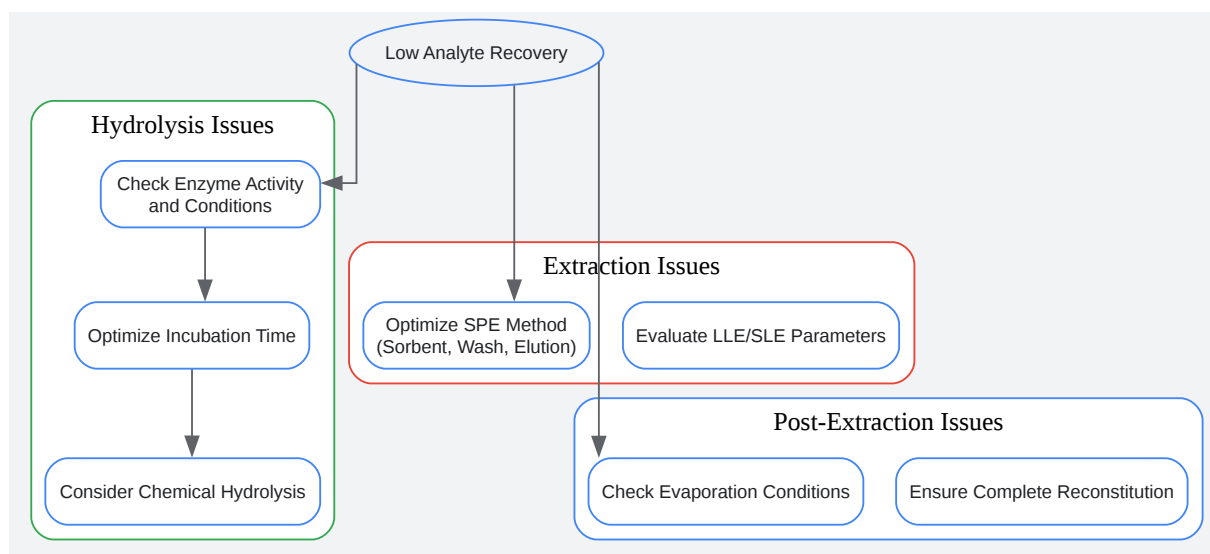 Low Analyte Recovery
Hydrolysis Issues
Check Enzyme Activity
and Conditions
Optimize Incubation Time
Consider Chemical Hydrolysis
Extraction Issues
Optimize SPE Method
(Sorbent, Wash, Elution)
Evaluate LLE/SLE Parameters
Post-Extraction Issues
Check Evaporation Conditions
Ensure Complete Reconstitution